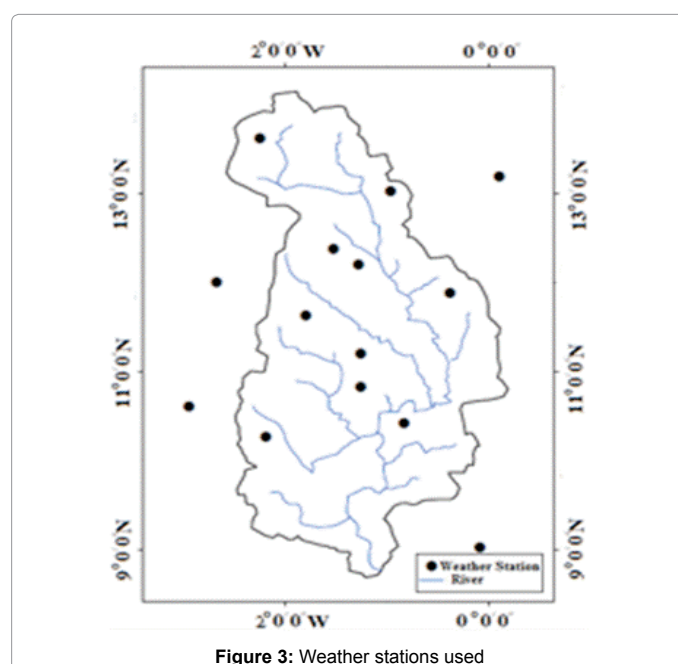 2°0'0"W 0°0'0"
13°0'0"N 13°0'0"N
11°0'0"N 11°0'0"N
9°0'0"N 9°0'0"N
Weather Station
River
2°0'0"W 0°0'0"
Figure 3: Weather stations used